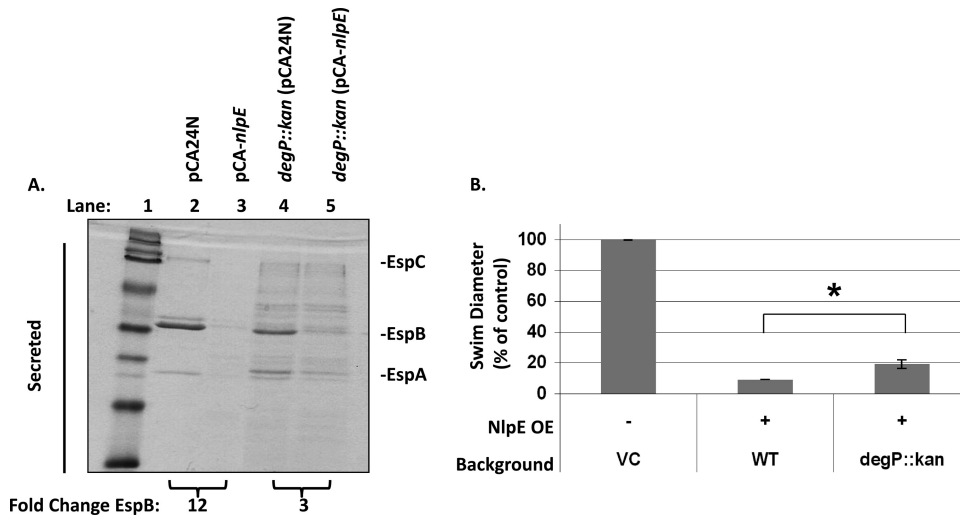 A.
pCA24N
pCA-nlpE
degP::kan (pCA24N)
degP::kan (pCA-nlpE)
Lane: 1 2 3 4 5
Secreted
-EspC
-EspB
-EspA
Fold Change EspB: 12 3
B.
Swim Diameter
(% of control)
100
80
60
40
20
0
*
NlpE OE - + +
Background VC WT degP::kan